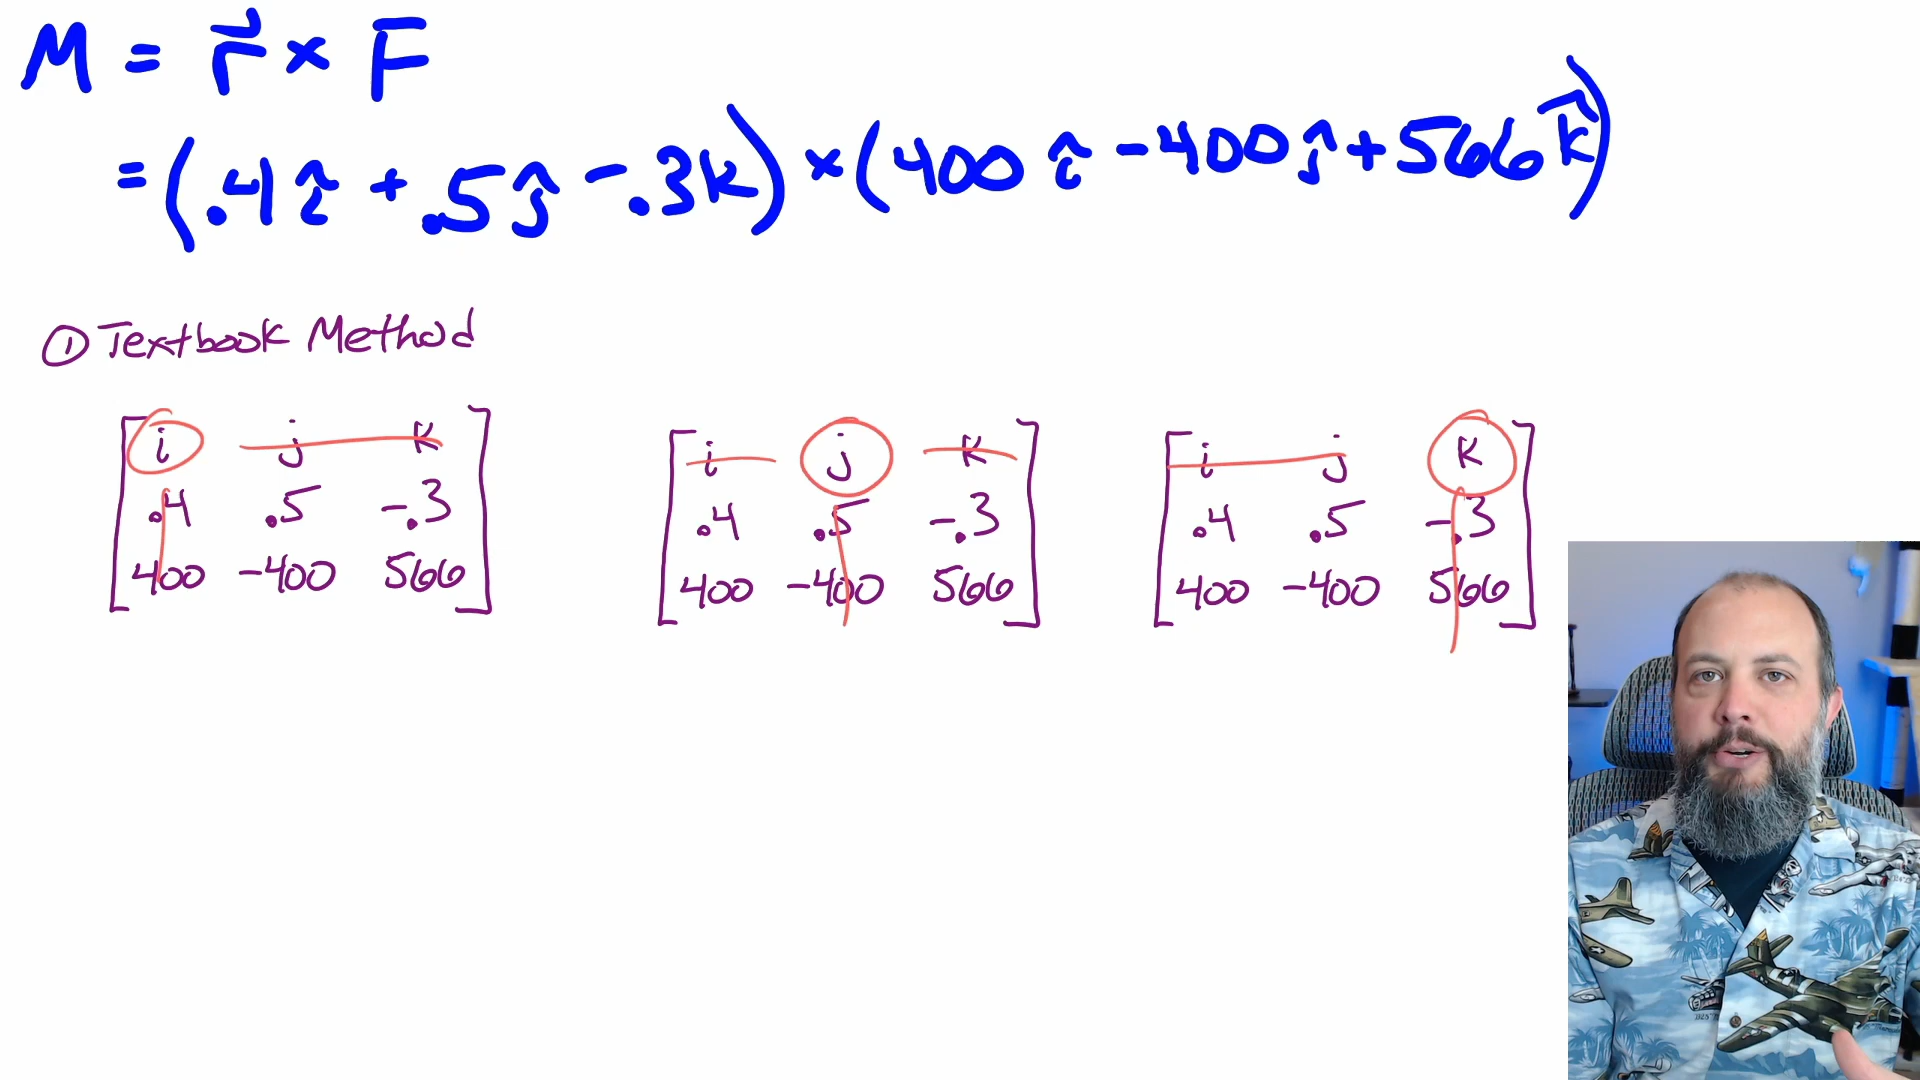 M = r⃗ × F̅
= (.4î + .5ĵ - .3k) × (400î - 400ĵ + 566k̂)
① Textbook Method
i j k i j k i j k
.4 .5 -.3 .4 .5 -.3 .4 .5 -.3
400 -400 566 400 -400 566 400 -400 566